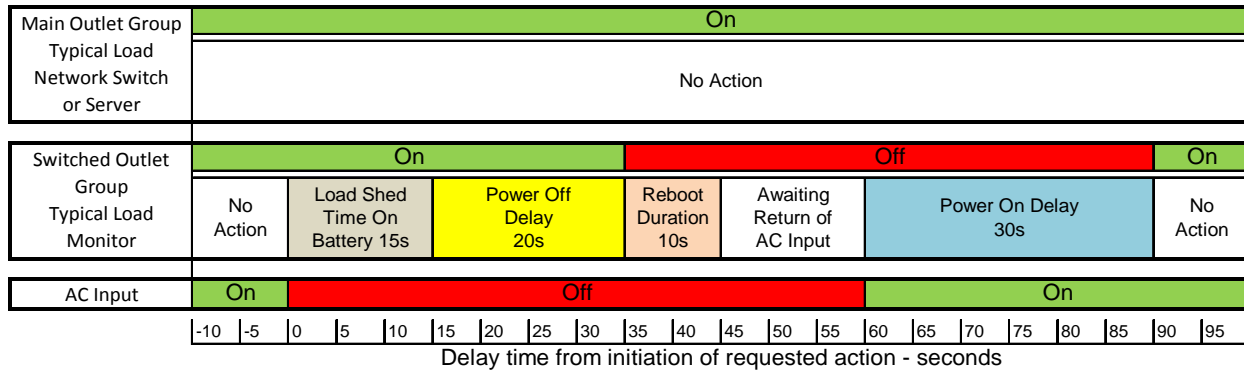 Main Outlet Group
Typical Load
Network Switch
or Server
On
No Action
Switched Outlet
Group
Typical Load
Monitor
On
Off
On
No
Action
Load Shed
Time On
Battery 15s
Power Off
Delay
20s
Reboot
Duration
10s
Awaiting
Return of
AC Input
Power On Delay
30s
No
Action
AC Input
On
Off
On
-10 -5 0 5 10 15 20 25 30 35 40 45 50 55 60 65 70 75 80 85 90 95
Delay time from initiation of requested action - seconds